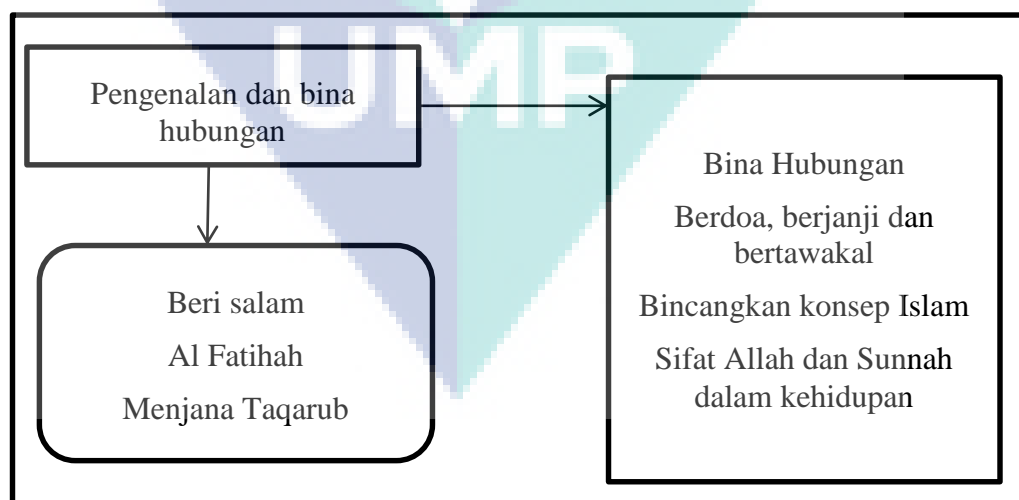 UMP
Pengenalan dan bina
hubungan
Beri salam
Al Fatihah
Menjana Taqarub
Bina Hubungan
Berdoa, berjanji dan
bertawakal
Bincangkan konsep Islam
Sifat Allah dan Sunnah
dalam kehidupan